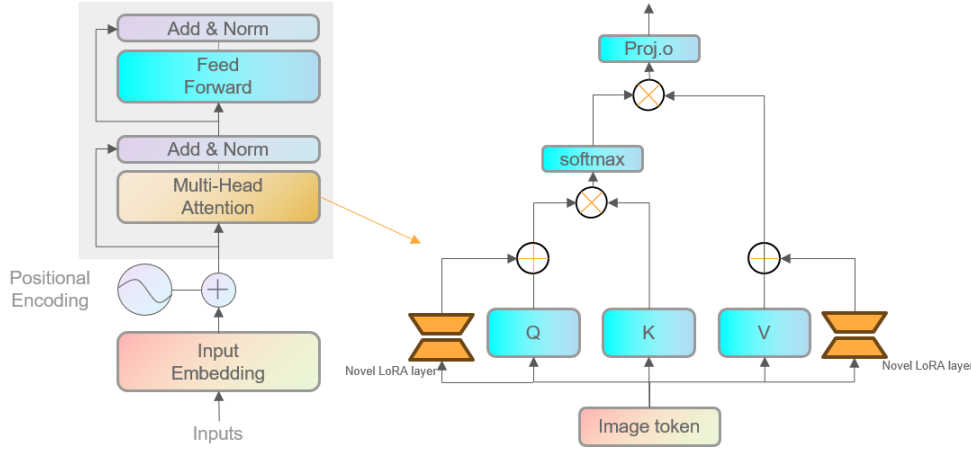 Add & Norm
Feed
Forward
Add & Norm
Multi-Head
Attention
Positional
Encoding
Input
Embedding
Inputs
Proj.o
softmax
Q
K
V
Novel LoRA layer
Novel LoRA layer
Image token